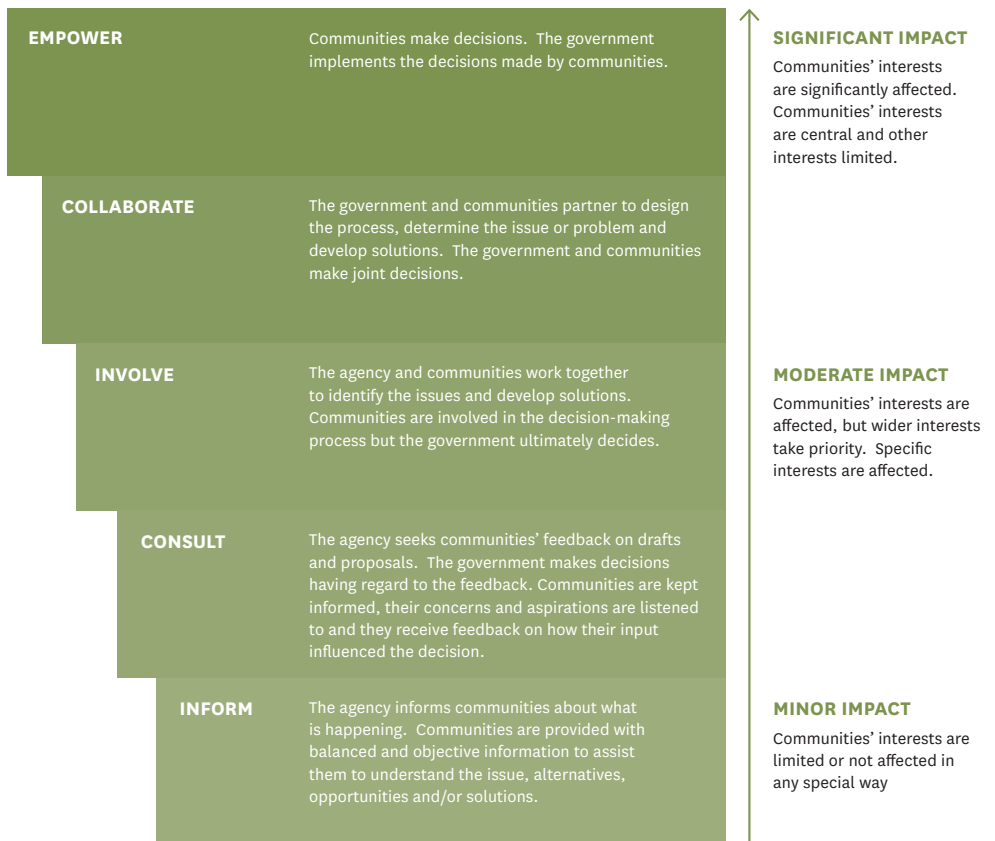 EMPOWER
Communities make decisions. The government
implements the decisions made by communities.
SIGNIFICANT IMPACT
Communities’ interests
are significantly affected.
Communities’ interests
are central and other
interests limited.
COLLABORATE
The government and communities partner to design
the process, determine the issue or problem and
develop solutions. The government and communities
make joint decisions.
INVOLVE
The agency and communities work together
to identify the issues and develop solutions.
Communities are involved in the decision-making
process but the government ultimately decides.
MODERATE IMPACT
Communities’ interests are
affected, but wider interests
take priority. Specific
interests are affected.
CONSULT
The agency seeks communities’ feedback on drafts
and proposals. The government makes decisions
having regard to the feedback. Communities are kept
informed, their concerns and aspirations are listened
to and they receive feedback on how their input
influenced the decision.
INFORM
The agency informs communities about what
is happening. Communities are provided with
balanced and objective information to assist
them to understand the issue, alternatives,
opportunities and/or solutions.
MINOR IMPACT
Communities’ interests are
limited or not affected in
any special way